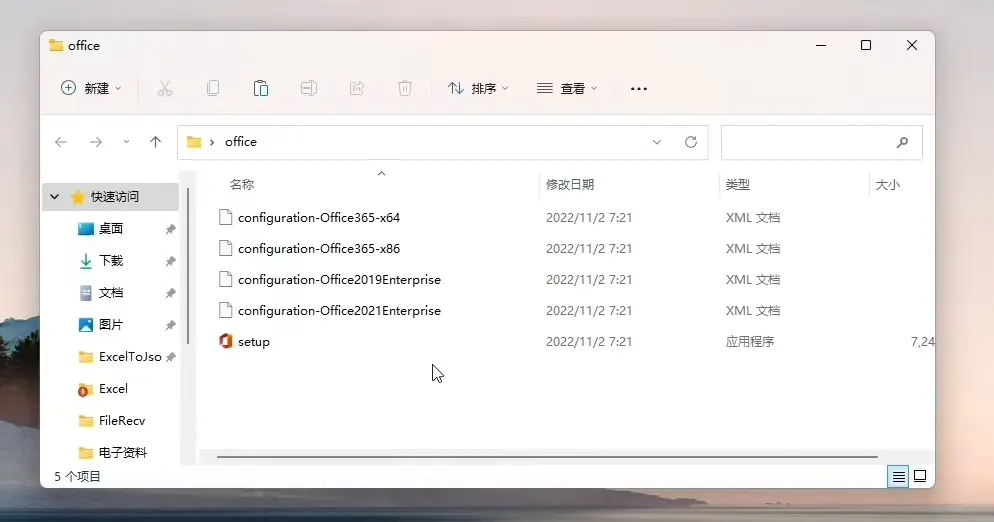 office
新建
排序
查看
office
名称
修改日期
类型
大小
快速访问
桌面
下载
文档
图片
ExcelToJso
Excel
FileRecv
电子资料
configuration-Office365-x64 2022/11/2 7:21 XML 文档
configuration-Office365-x86 2022/11/2 7:21 XML 文档
configuration-Office2019Enterprise 2022/11/2 7:21 XML 文档
configuration-Office2021Enterprise 2022/11/2 7:21 XML 文档
setup 2022/11/2 7:21 应用程序 7,24
5 个项目